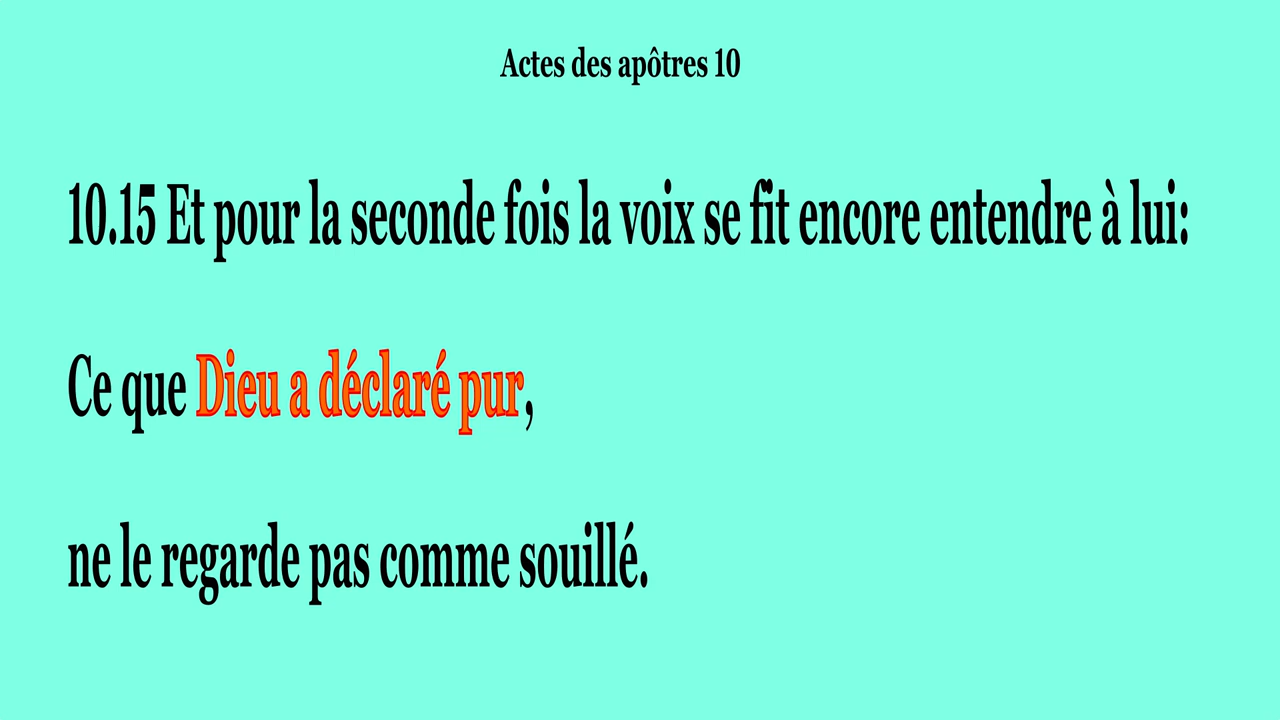 Actes des apôtres 10
10.15 Et pour la seconde fois la voix se fit encore entendre à lui:
Ce que Dieu a déclaré pur,
ne le regarde pas comme souillé.